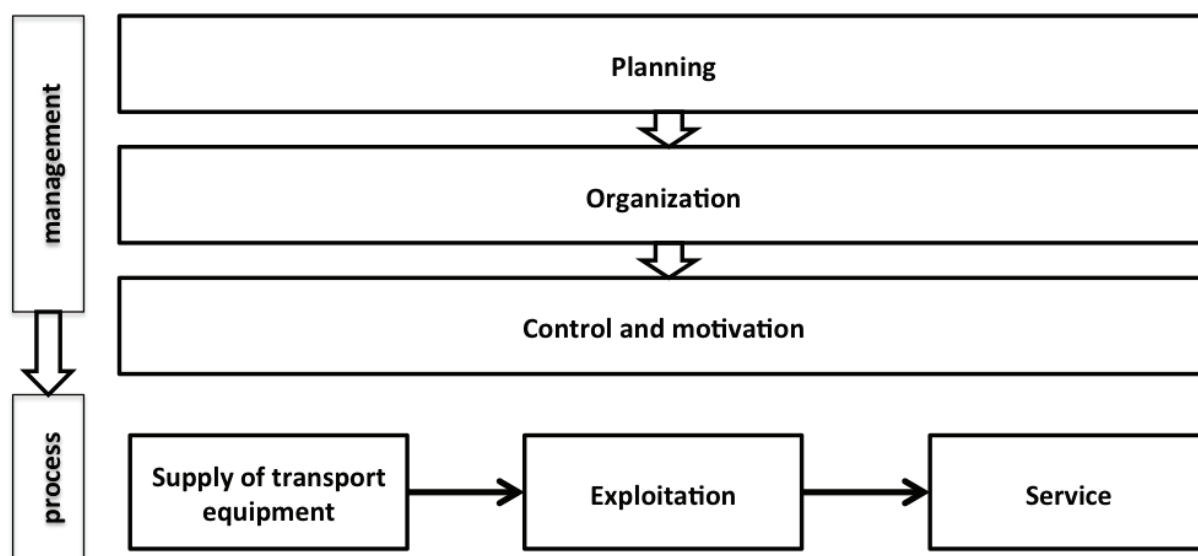 management
Planning
Organization
Control and motivation
process
Supply of transport
equipment
Exploitation
Service